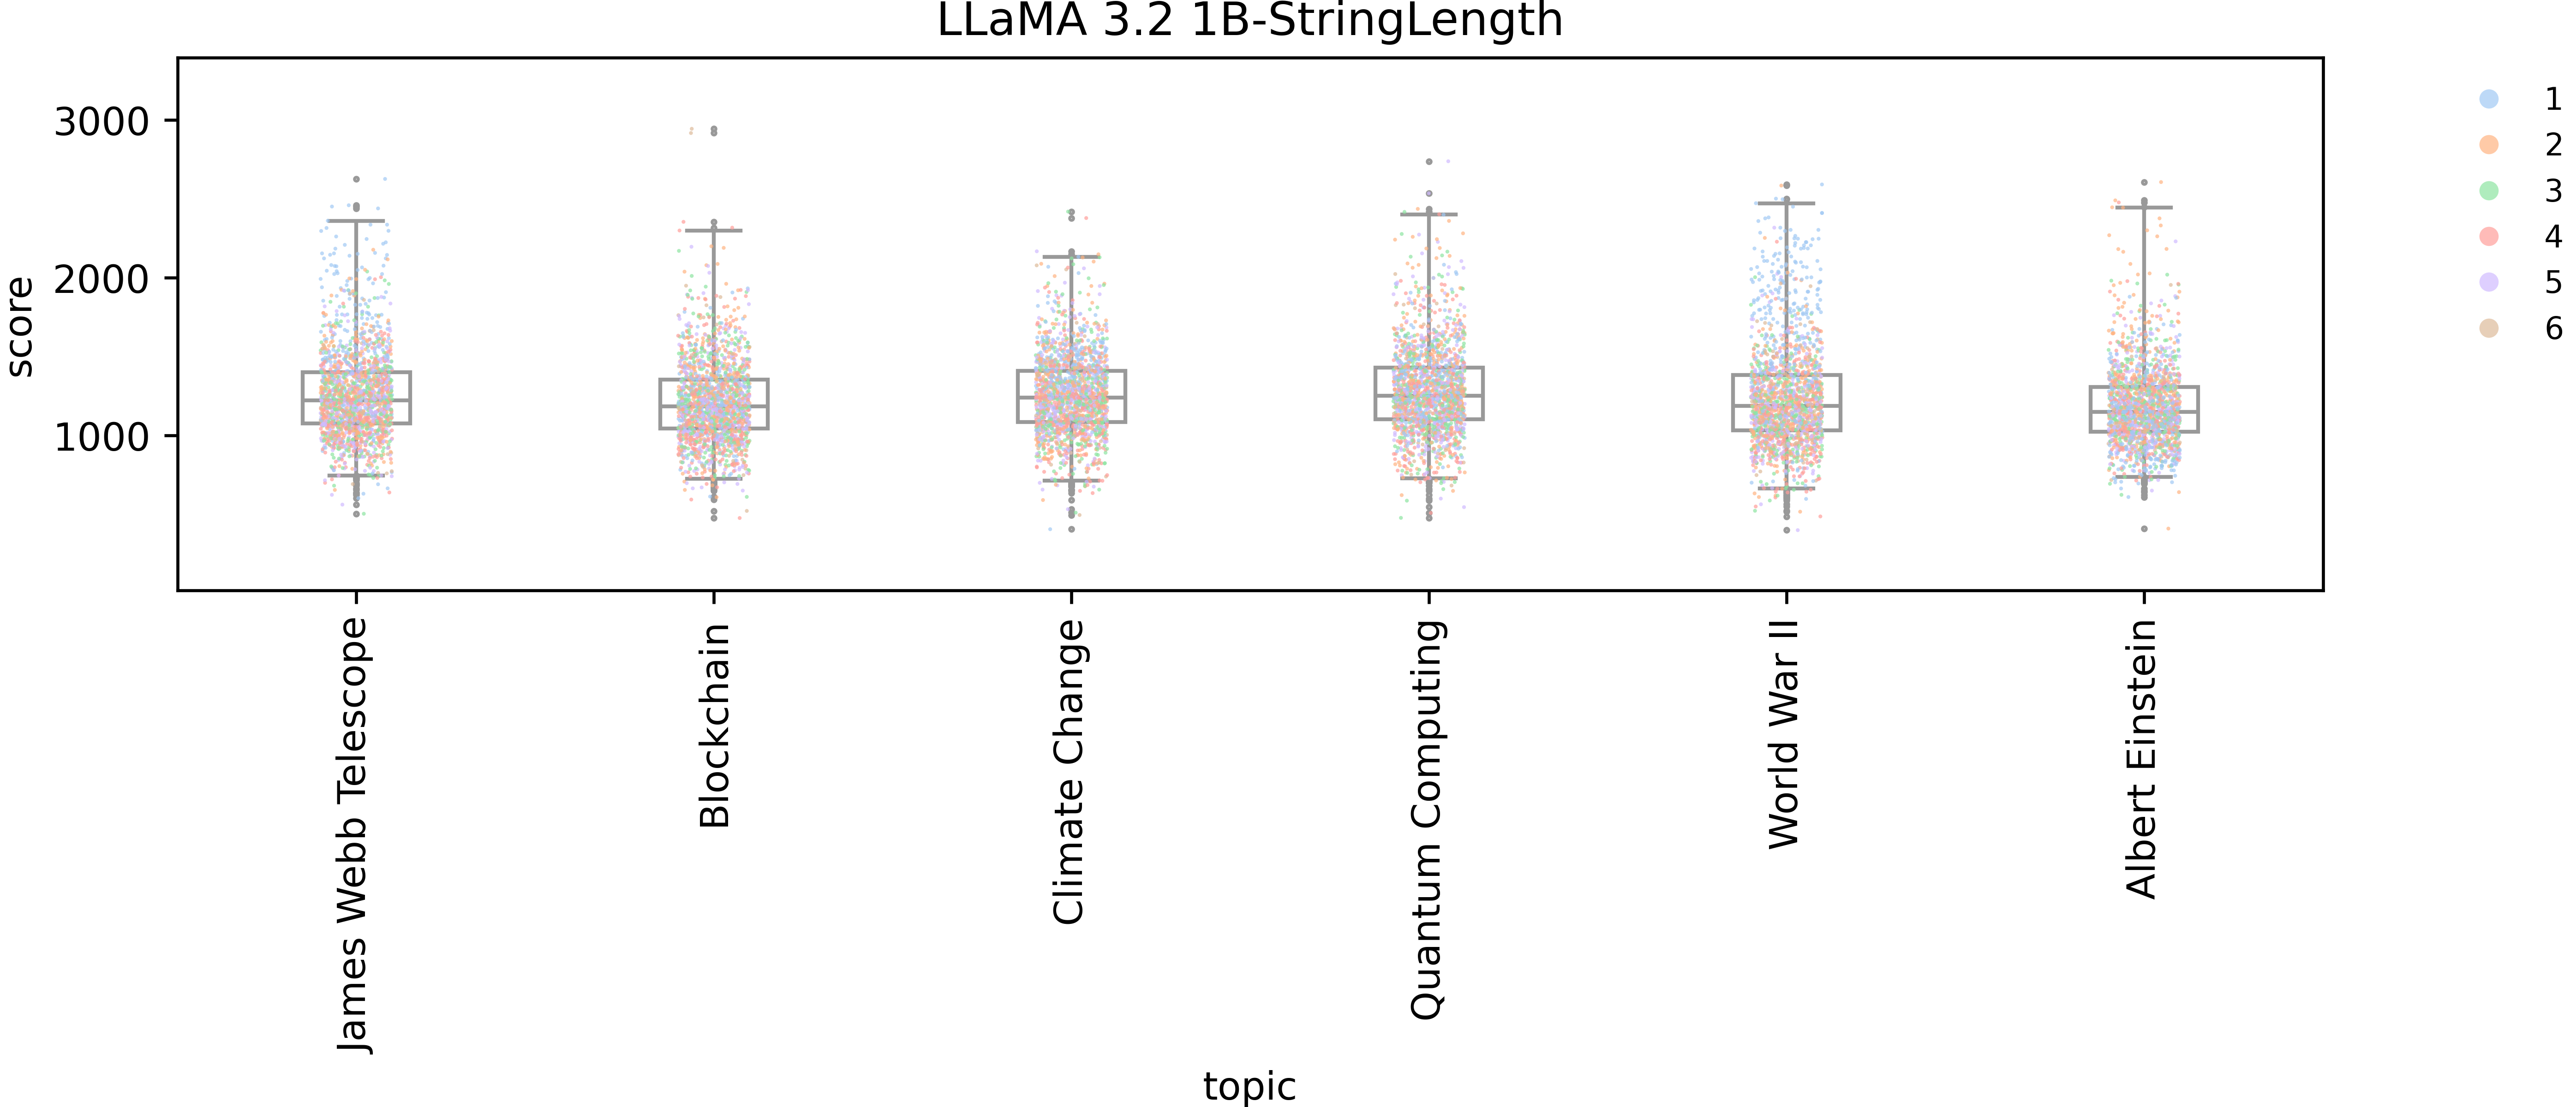 LLaMA 3.2 1B-StringLength
score
3000
2000
1000
James Webb Telescope
Blockchain
Climate Change
Quantum Computing
World War II
Albert Einstein
topic
1
2
3
4
5
6